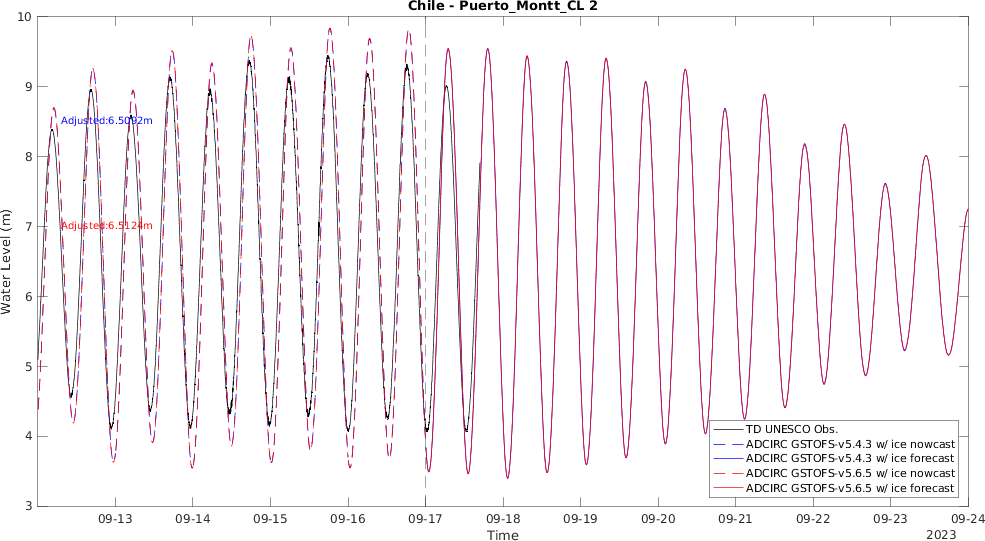 Chile - Puerto_Montt_CL 2
10
9
8
7
6
5
4
3
Water Level (m)
Adjusted:6.5092m
Adjusted:6.5124m
TD UNESCO Obs.
ADCIRC GSTOFS-v5.4.3 w/ ice nowcast
ADCIRC GSTOFS-v5.4.3 w/ ice forecast
ADCIRC GSTOFS-v5.6.5 w/ ice nowcast
ADCIRC GSTOFS-v5.6.5 w/ ice forecast
09-13 09-14 09-15 09-16 09-17 09-18 09-19 09-20 09-21 09-22 09-23 09-24
Time
2023